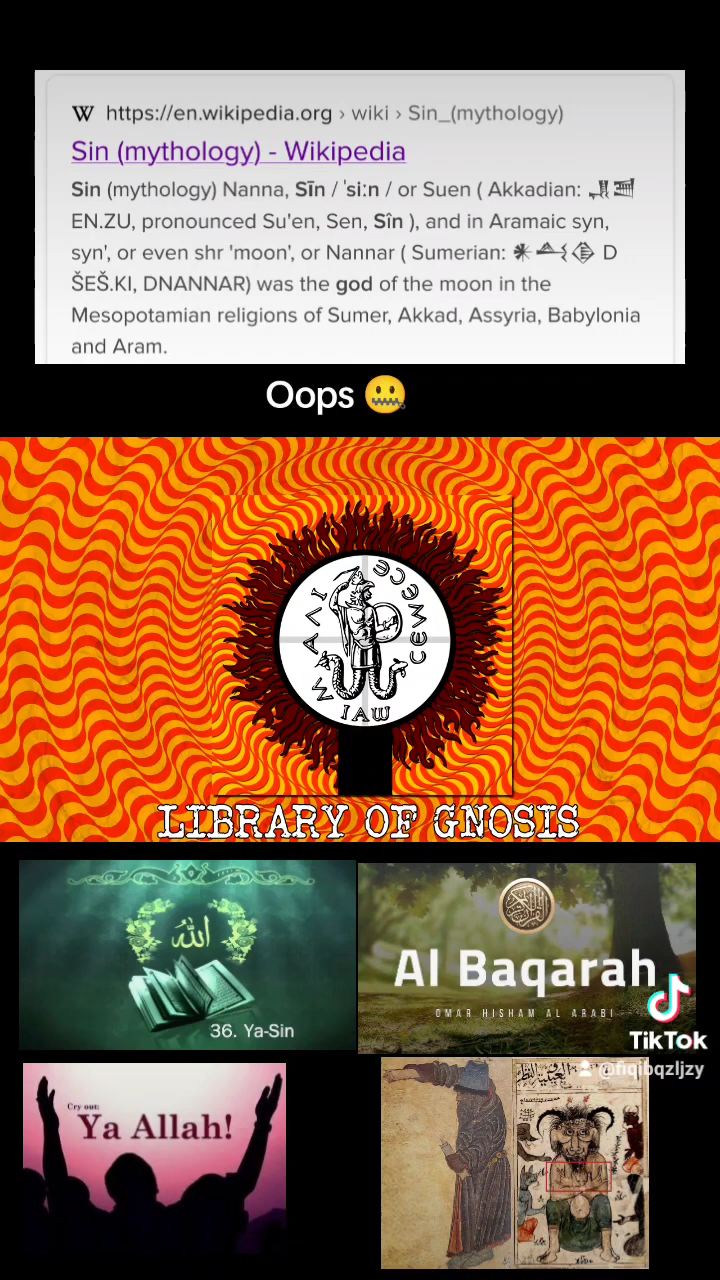 W https://en.wikipedia.org › wiki › Sin_(mythology)
Sin (mythology) - Wikipedia
Sin (mythology) Nanna, Sīn / ˈsiːn / or Suen ( Akkadian: 𒂗𒍪
EN.ZU, pronounced Su'en, Sen, Sîn ), and in Aramaic syn,
syn', or even shr 'moon', or Nannar ( Sumerian: 𒀭𒋀𒆠 D
ŠEŠ.KI, DNANNAR) was the god of the moon in the
Mesopotamian religions of Sumer, Akkad, Assyria, Babylonia
and Aram.
Oops 🤐
IAW
LIBRARY OF GNOSIS
الله
36. Ya-Sin
Al Baqarah
OMAR HISHAM AL ARABI
TikTok
@fiqibqzljzy
Cry out:
Ya Allah!